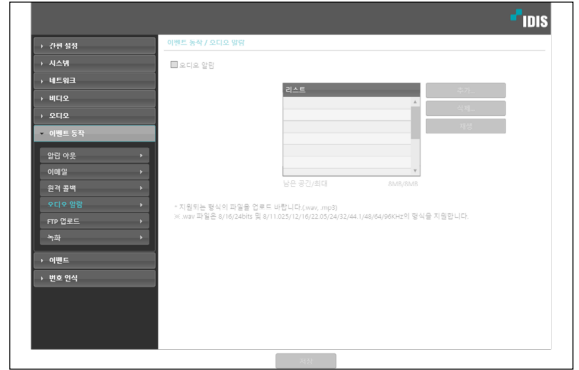 IDIS
간편 설정
시스템
네트워크
비디오
오디오
이벤트 동작
알람 아웃
이메일
원격 콜백
오디오 알람
FTP 업로드
녹화
이벤트
번호 인식
이벤트 동작 / 오디오 알람
오디오 알람
리스트
추가...
삭제...
남은 공간/최대
8MB/8MB
* 지원하는 형식의 파일을 업로드 바랍니다.(.wav, .mp3)
※ .wav 파일은 8/16/24bits 및 8/11.025/12/16/22.05/24/32/44.1/48/64/96KHz의 형식을 지원합니다.